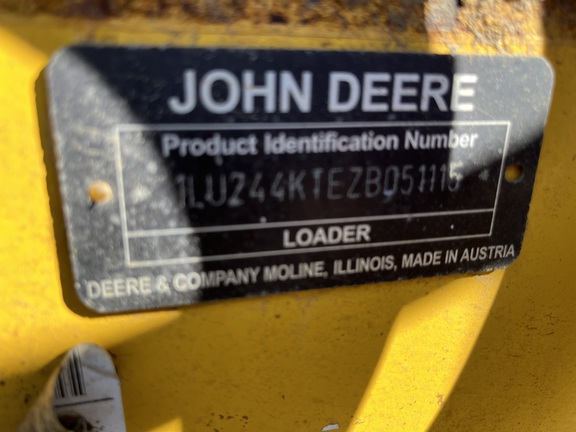 JOHN DEERE
Product Identification Number
*1LU244KTEZB051115*
LOADER
DEERE & COMPANY MOLINE, ILLINOIS, MADE IN AUSTRIA